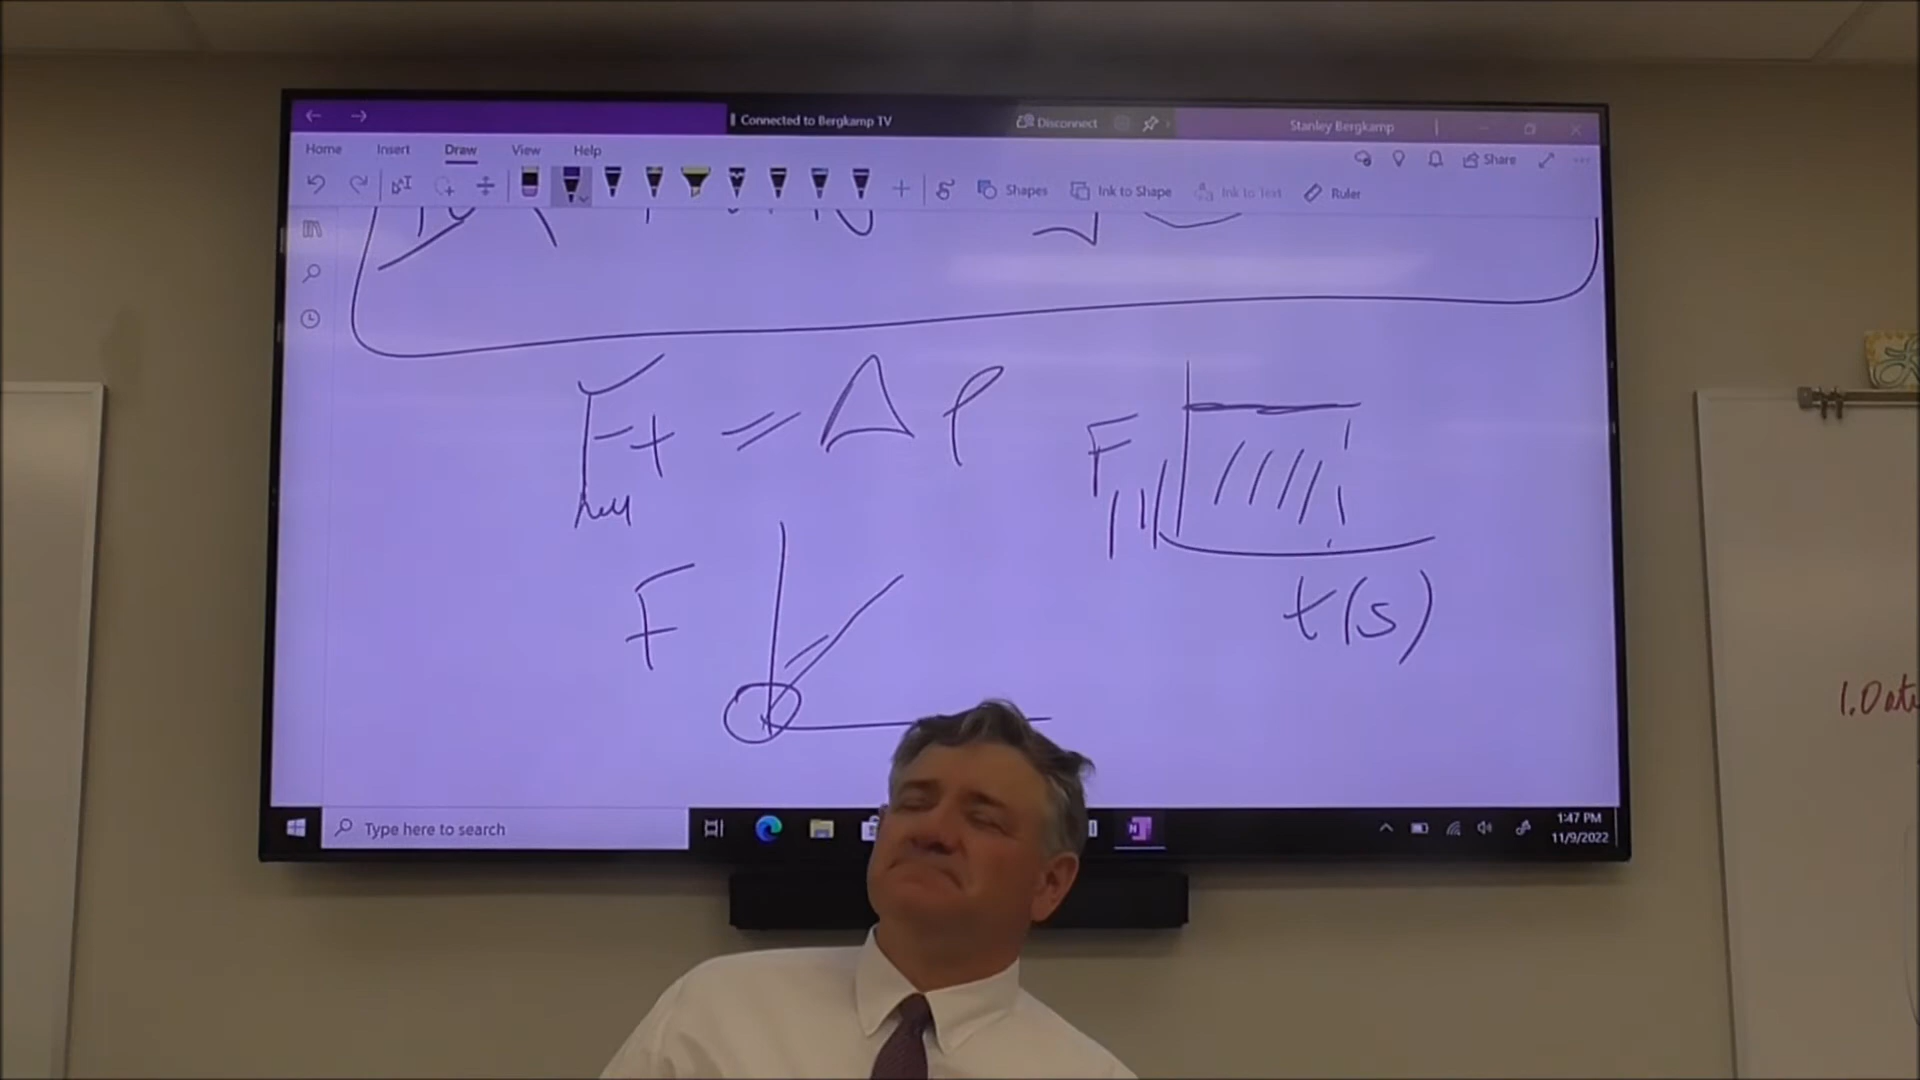 Connected to Bergkamp TV
Disconnect
Stanley Bergkamp
Home Insert Draw View Help
Share
Shapes Ink to Shape Ink to Text Ruler
Ft = Δ p
F
t(s)
F
Type here to search
1:47 PM
11/9/2022